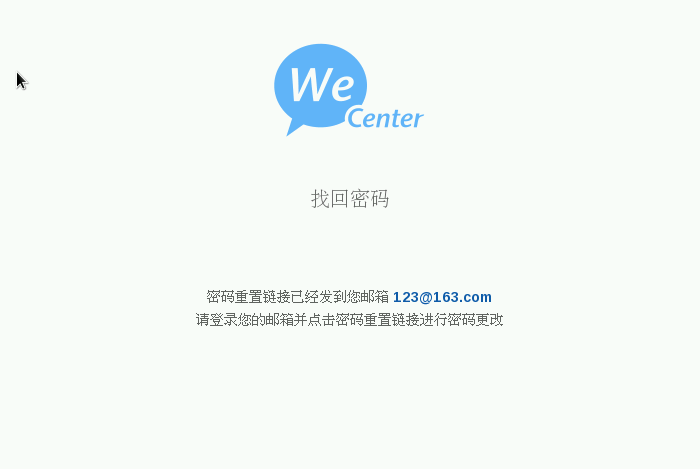 We
Center
找回密码
密码重置链接已经发到您邮箱 123@163.com
请登录您的邮箱并点击密码重置链接进行密码更改